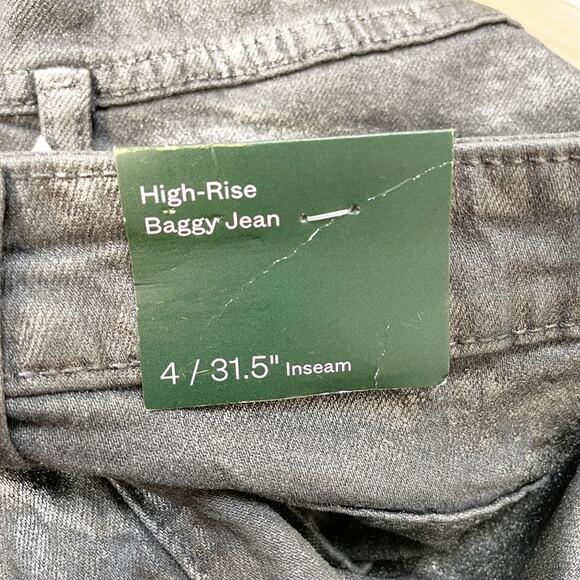 High-Rise
Baggy Jean
4 / 31.5" Inseam